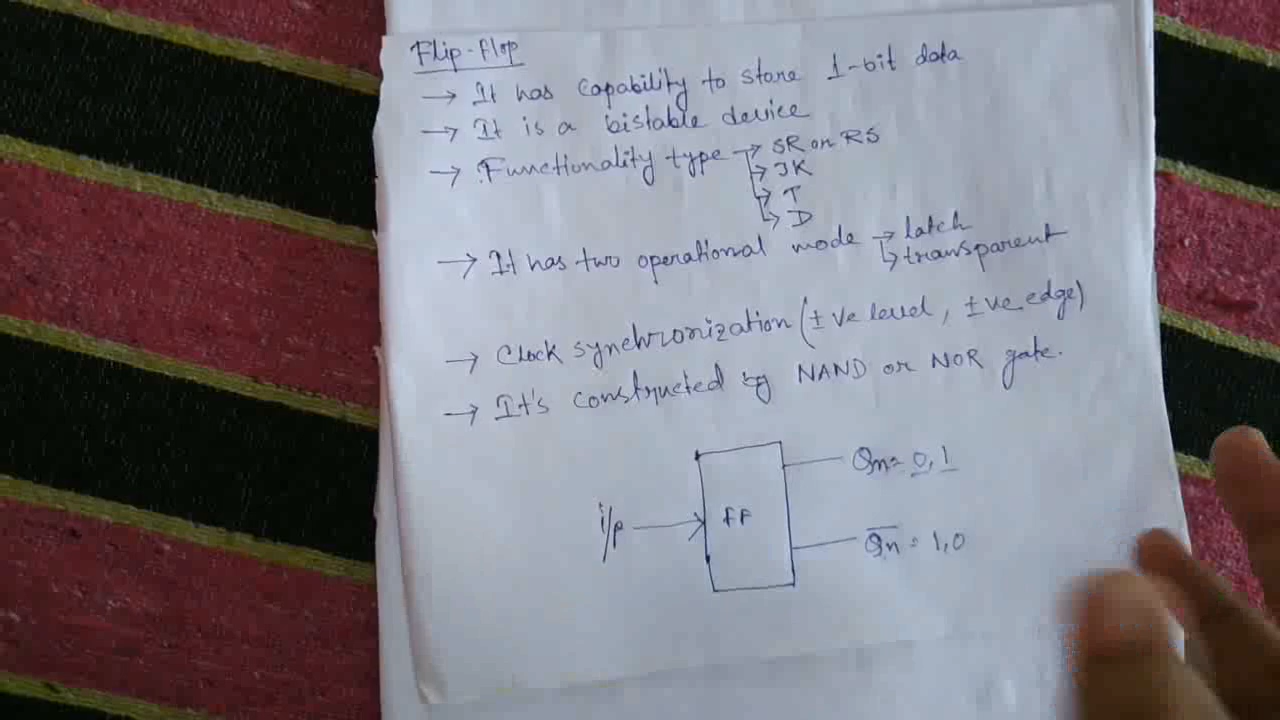 Flip-flop
→ It has capability to store 1-bit data
→ It is a bistable device
→ Functionality type → SR or RS
→ JK
→ T
→ D
→ It has two operational mode → latch
→ transparent
→ Clock synchronization (±ve level, ±ve edge)
→ It's constructed by NAND or NOR gate.
Qn = 0, 1
i/p
FF
Q̅n̅ = 1,0